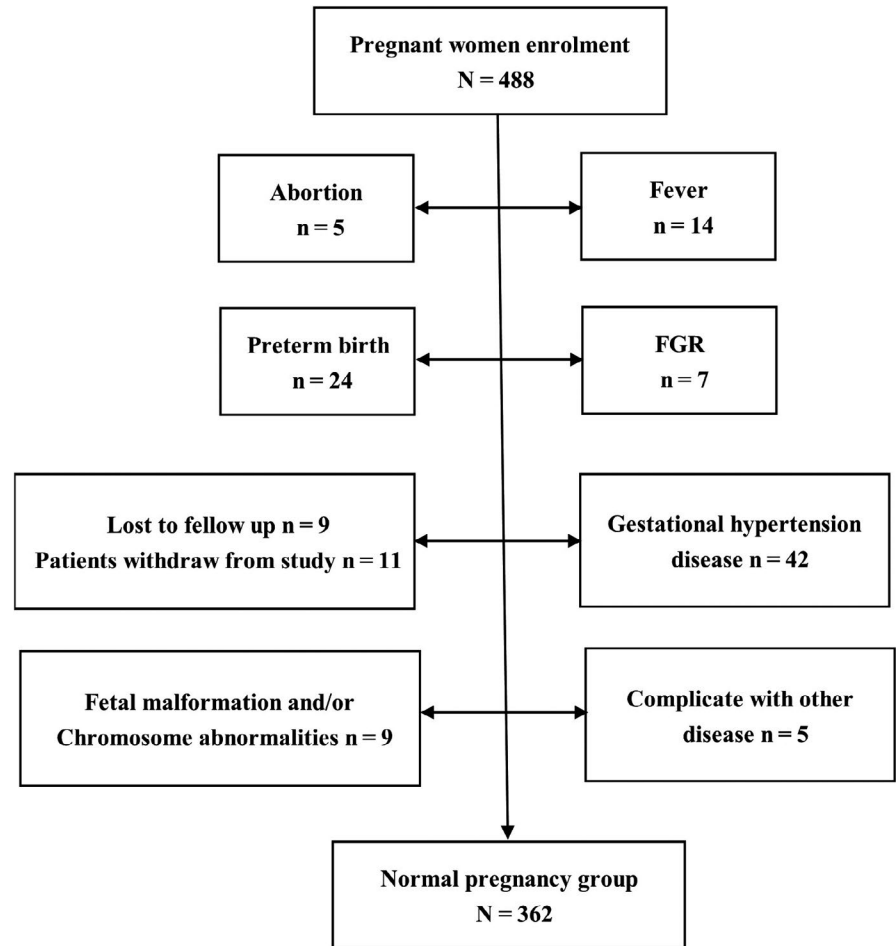 Pregnant women enrolment
N = 488
Abortion
n = 5
Fever
n = 14
Preterm birth
n = 24
FGR
n = 7
Lost to fellow up n = 9
Patients withdraw from study n = 11
Gestational hypertension
disease n = 42
Fetal malformation and/or
Chromosome abnormalities n = 9
Complicate with other
disease n = 5
Normal pregnancy group
N = 362